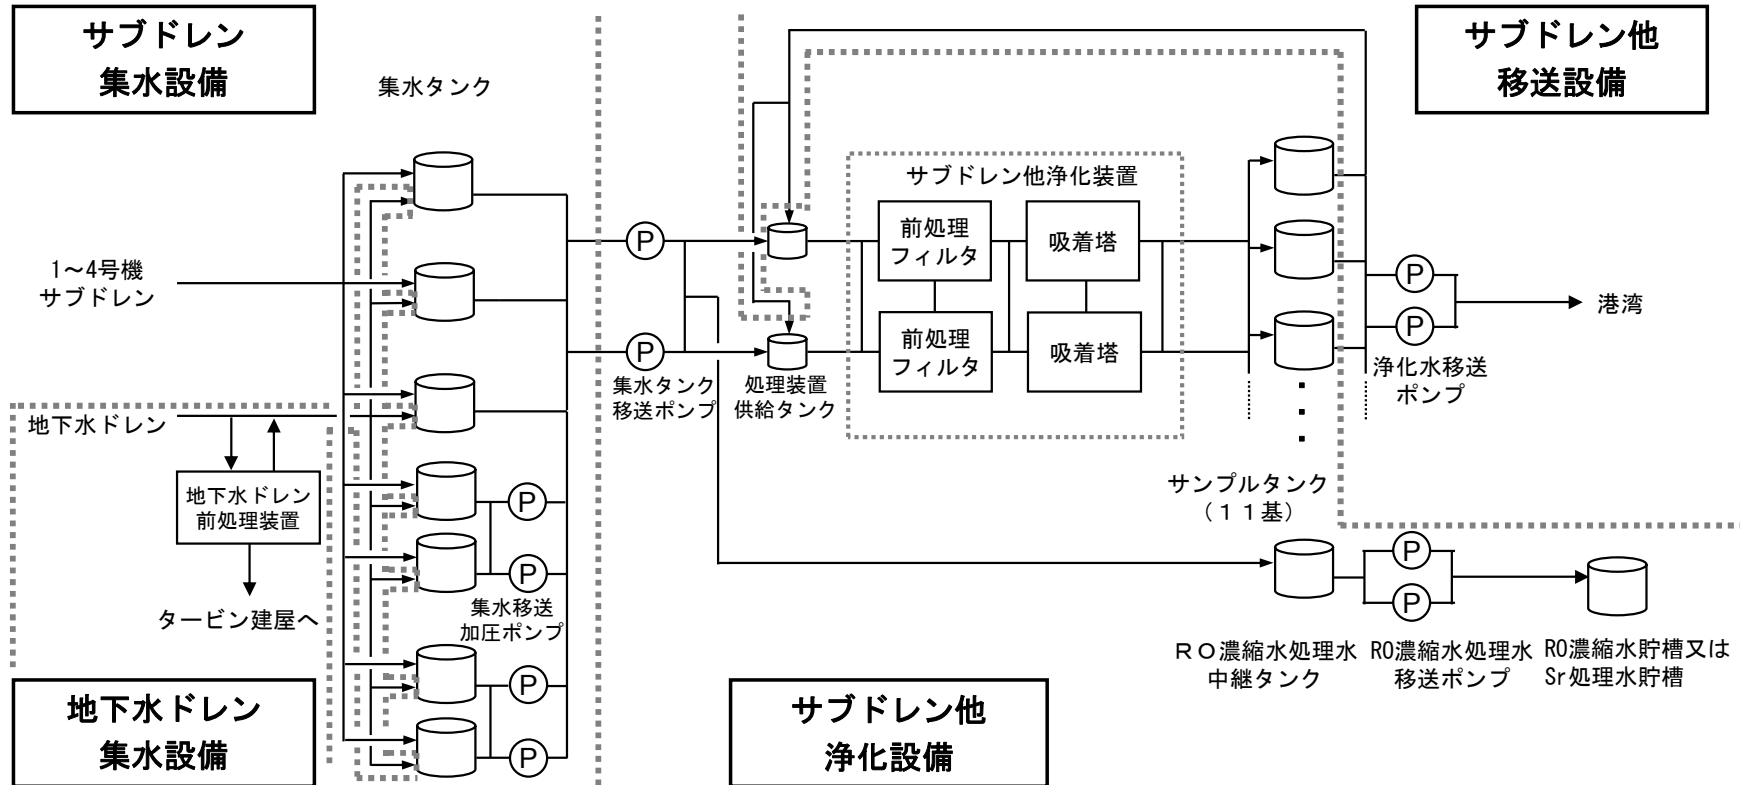 サブドレン
集水設備
サブドレン他
移送設備
集水タンク
サブドレン他浄化装置
前処理
フィルタ
吸着塔
P
1～4号機
サブドレン
P
港湾
前処理
フィルタ
吸着塔
P
P
集水タンク
移送ポンプ
処理装置
供給タンク
浄化水移送
ポンプ
地下水ドレン
地下水ドレン
前処理装置
P
サンプルタンク
（１１基）
P
P
P
タービン建屋へ
集水移送
加圧ポンプ
ＲＯ濃縮水処理水
中継タンク
RO濃縮水処理水
移送ポンプ
RO濃縮水貯槽又は
Sr処理水貯槽
P
P
地下水ドレン
集水設備
サブドレン他
浄化設備